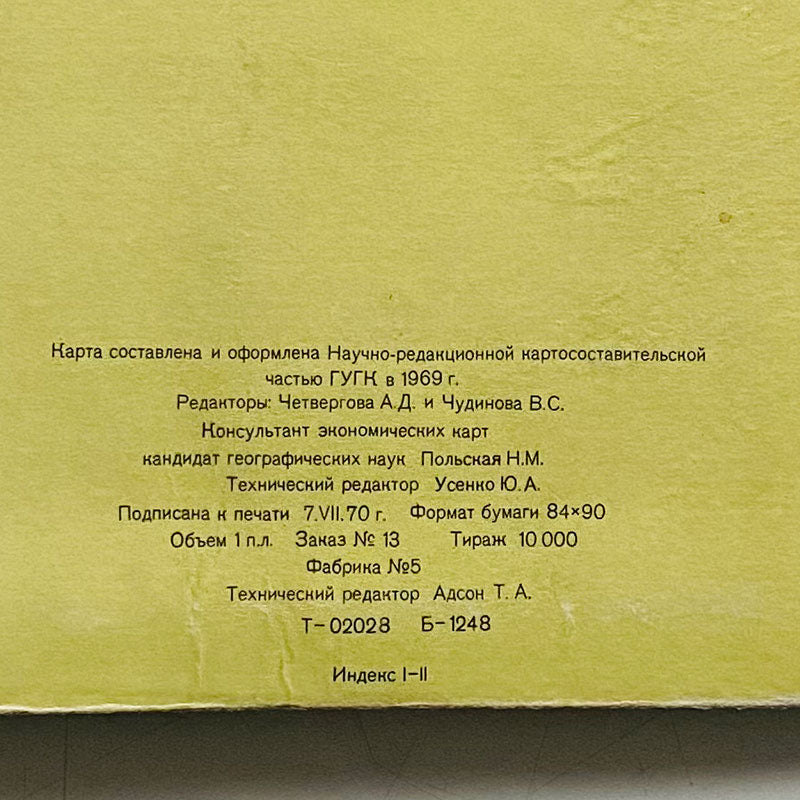 Карта составлена и оформлена Научно-редакционной картосоставительской
частью ГУГК в 1969 г.
Редакторы: Четвергова А.Д. и Чудинова В.С.
Консультант экономических карт
кандидат географических наук Польская Н.М.
Технический редактор Усенко Ю.А.
Подписана к печати 7.VII.70 г. Формат бумаги 84×90
Объем 1 п.л. Заказ № 13 Тираж 10 000
Фабрика №5
Технический редактор Адсон Т. А.
Т-02028 Б-1248
Индекс I-II